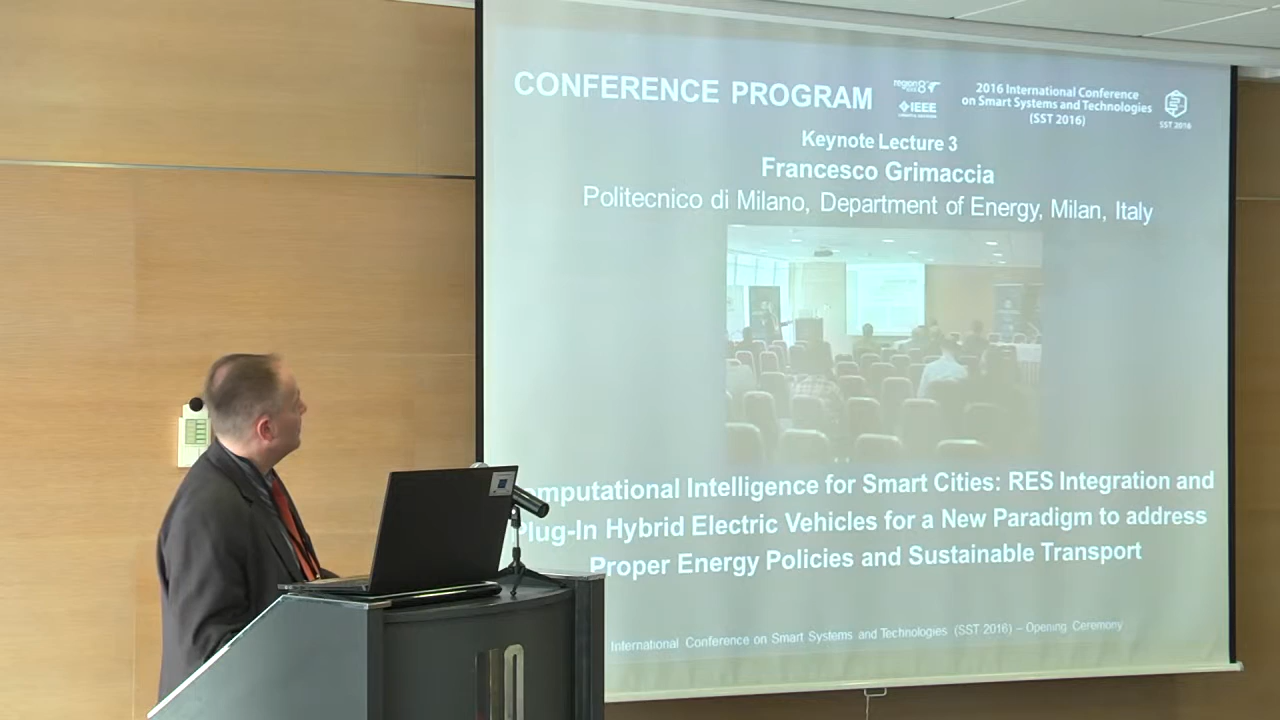 CONFERENCE PROGRAM
region 8
IEEE
2016 International Conference
on Smart Systems and Technologies
(SST 2016)
SST 2016
Keynote Lecture 3
Francesco Grimaccia
Politecnico di Milano, Department of Energy, Milan, Italy
mputational Intelligence for Smart Cities: RES Integration and
Plug-In Hybrid Electric Vehicles for a New Paradigm to address
Proper Energy Policies and Sustainable Transport
International Conference on Smart Systems and Technologies (SST 2016) – Opening Ceremony